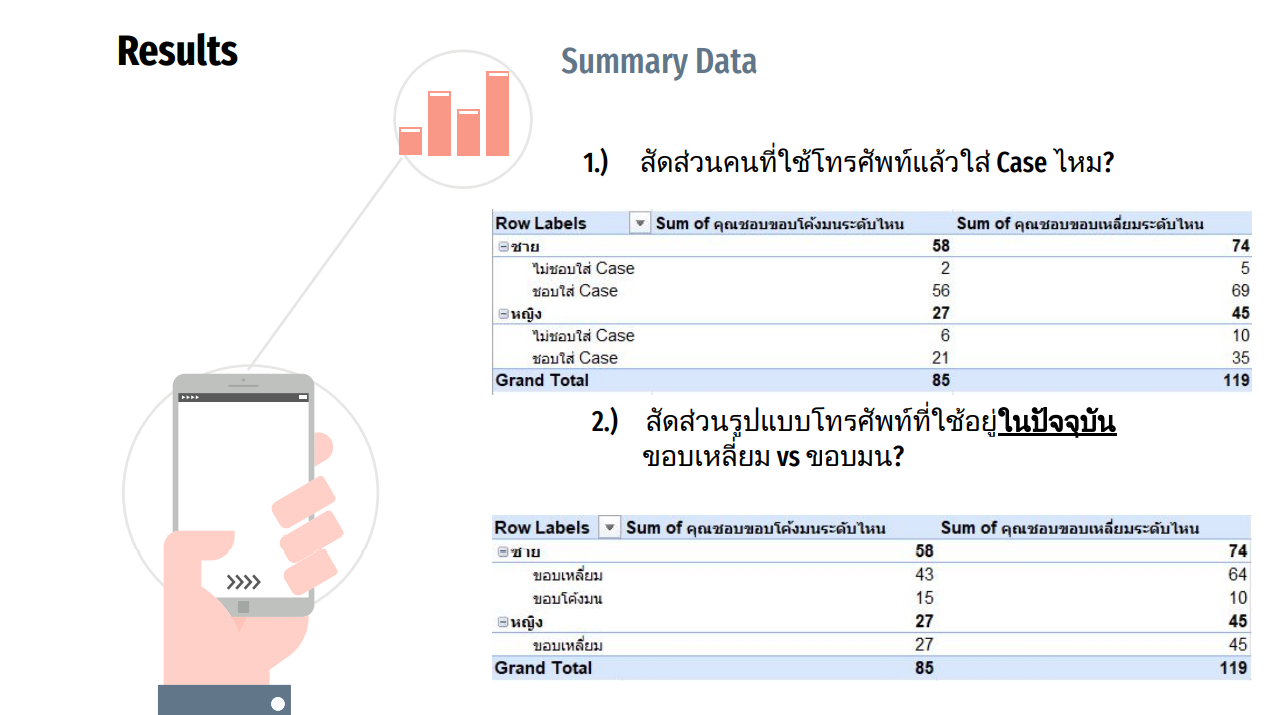 Results
Summary Data
1.) สัดส่วนคนที่ใช้โทรศัพท์แล้วใส่ Case ไหม?
Row Labels Sum of คุณชอบขอบโค้งมนระดับไหน Sum of คุณชอบขอบเหลี่ยมระดับไหน
ชาย 58 74
ไม่ชอบใส่ Case 2 5
ชอบใส่ Case 56 69
หญิง 27 45
ไม่ชอบใส่ Case 6 10
ชอบใส่ Case 21 35
Grand Total 85 119
2.) สัดส่วนรูปแบบโทรศัพท์ที่ใช้อยู่ในปัจจุบัน
ขอบเหลี่ยม vs ขอบมน?
Row Labels Sum of คุณชอบขอบโค้งมนระดับไหน Sum of คุณชอบขอบเหลี่ยมระดับไหน
ชาย 58 74
ขอบเหลี่ยม 43 64
ขอบโค้งมน 15 10
หญิง 27 45
ขอบเหลี่ยม 27 45
Grand Total 85 119